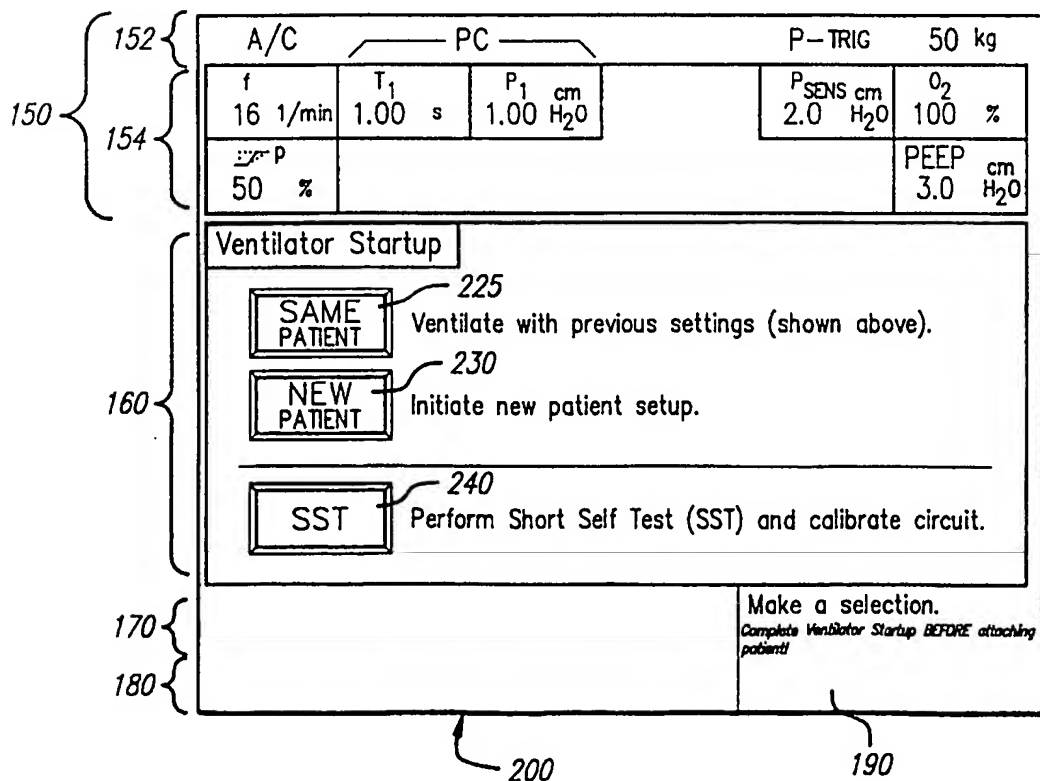 152 A/C PC P-TRIG 50 kg
150 154
f T1 P1 cm PSENS cm O2
16 1/min 1.00 s 1.00 H2O 2.0 H2O 100 %
P PEEP cm
50 % 3.0 H2O
Ventilator Startup
225
SAME PATIENT Ventilate with previous settings (shown above).
230
160 NEW PATIENT Initiate new patient setup.
240
SST Perform Short Self Test (SST) and calibrate circuit.
170 Make a selection.
Complete Ventilator Startup BEFORE attaching
patient!
180
200 190